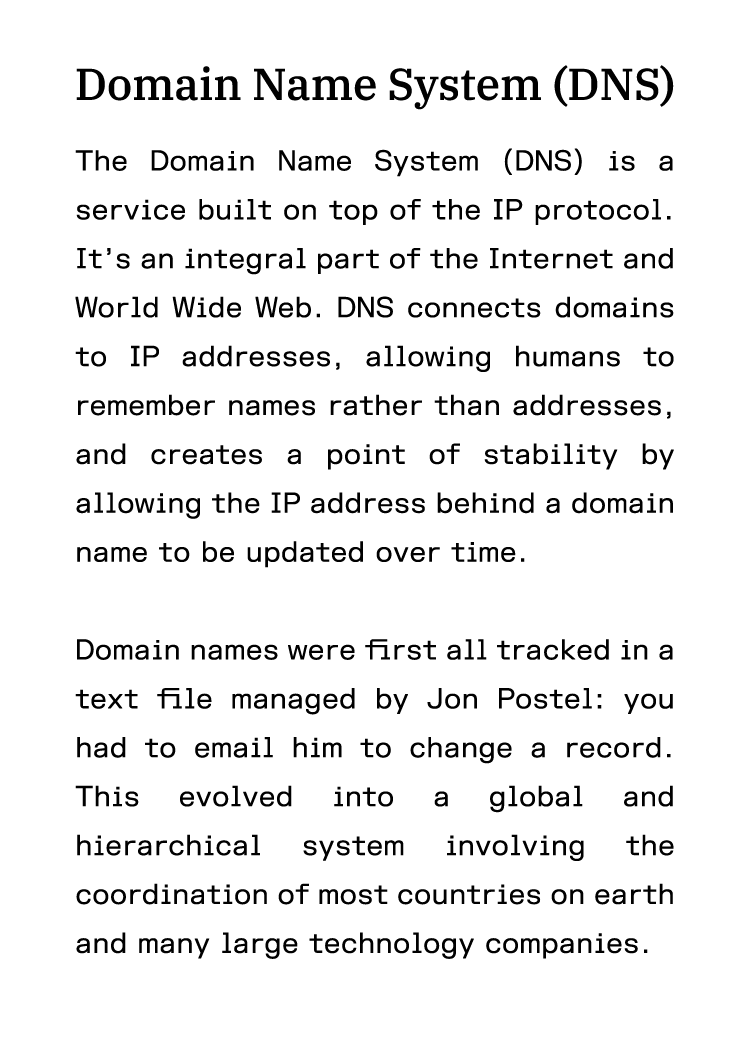 Domain Name System (DNS)
The Domain Name System (DNS) is a
service built on top of the IP protocol.
It’s an integral part of the Internet and
World Wide Web. DNS connects domains
to IP addresses, allowing humans to
remember names rather than addresses,
and creates a point of stability by
allowing the IP address behind a domain
name to be updated over time.
Domain names were first all tracked in a
text file managed by Jon Postel: you
had to email him to change a record.
This evolved into a global and
hierarchical system involving the
coordination of most countries on earth
and many large technology companies.